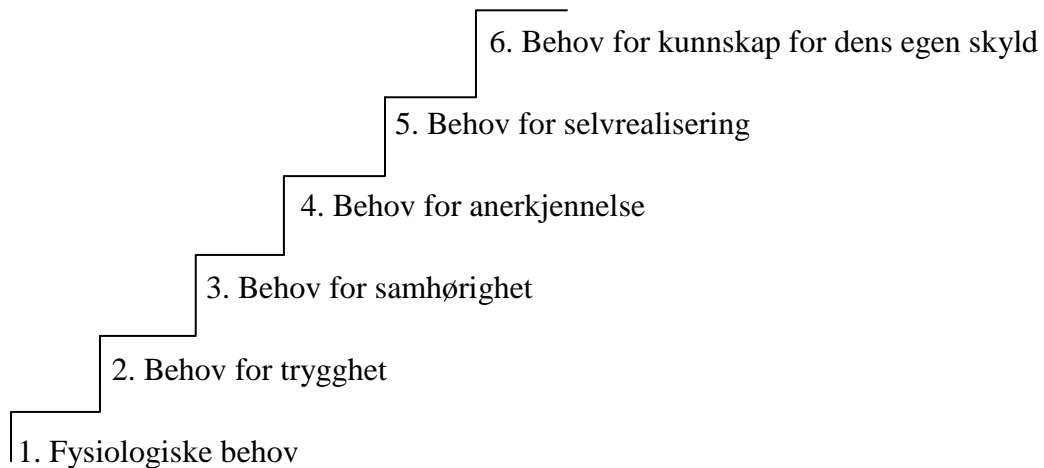 6. Behov for kunnskap for dens egen skyld
5. Behov for selvrealisering
4. Behov for anerkjennelse
3. Behov for samhørighet
2. Behov for trygghet
1. Fysiologiske behov